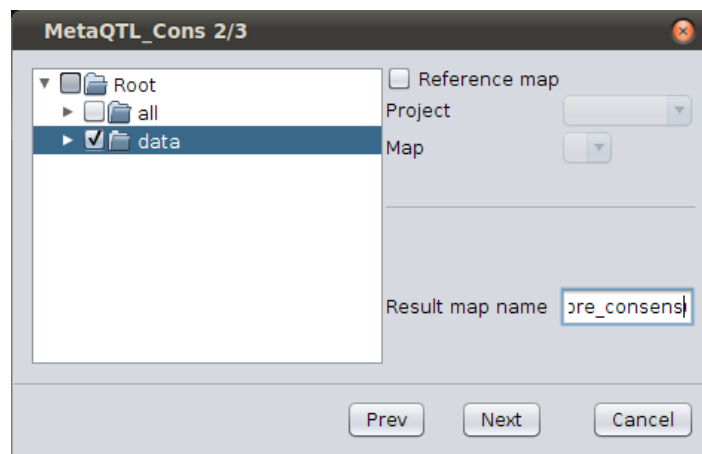 MetaQTL_Cons 2/3
Root
all
data
Reference map
Project
Map
Result map name
ore_consens
Prev
Next
Cancel